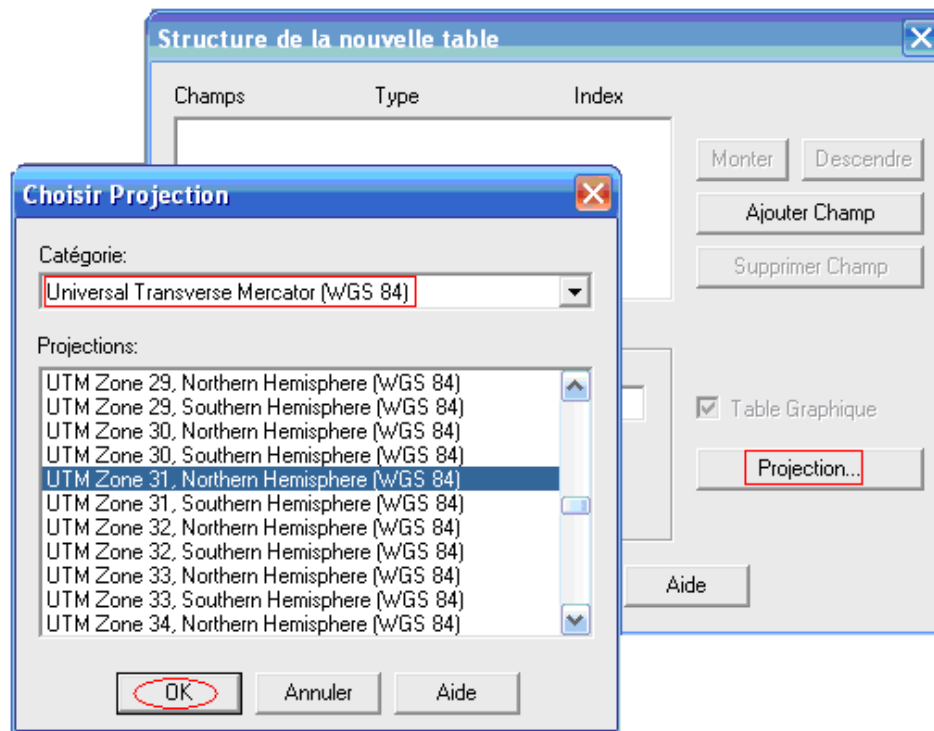 Structure de la nouvelle table
Champs Type Index
Monter Descendre
Ajouter Champ
Supprimer Champ
Table Graphique
Projection...
Aide
Choisir Projection
Catégorie:
Universal Transverse Mercator (WGS 84)
Projections:
UTM Zone 29, Northern Hemisphere (WGS 84)
UTM Zone 29, Southern Hemisphere (WGS 84)
UTM Zone 30, Northern Hemisphere (WGS 84)
UTM Zone 30, Southern Hemisphere (WGS 84)
UTM Zone 31, Northern Hemisphere (WGS 84)
UTM Zone 31, Southern Hemisphere (WGS 84)
UTM Zone 32, Northern Hemisphere (WGS 84)
UTM Zone 32, Southern Hemisphere (WGS 84)
UTM Zone 33, Northern Hemisphere (WGS 84)
UTM Zone 33, Southern Hemisphere (WGS 84)
UTM Zone 34, Northern Hemisphere (WGS 84)
OK Annuler Aide